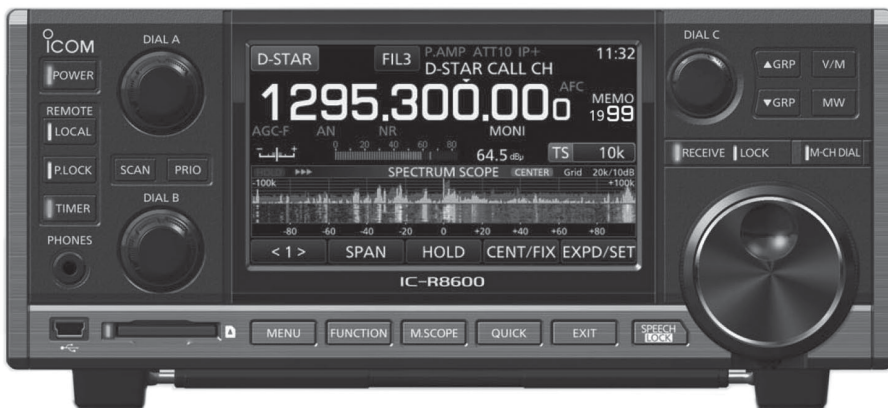 ICOM
POWER
REMOTE
LOCAL
P.LOCK
TIMER
PHONES
DIAL A
SCAN PRIO
DIAL B
D-STAR FIL3 P.AMP ATT10 IP+ 11:32
D-STAR CALL CH
1295.300.000 AFC MEMO
1999
AGC-F AN NR MONI
0 20 40 60 80
64.5 dBμ TS 10k
HOLD SPECTRUM SCOPE CENTER Grid 20k/10dB
-100k +100k
-80 -60 -40 -20 0 +20 +40 +60 +80
< 1 > SPAN HOLD CENT/FIX EXPD/SET
IC-R8600
MENU FUNCTION M.SCOPE QUICK EXIT SPEECH
LOCK
DIAL C
▲GRP V/M
▼GRP MW
RECEIVE LOCK M-CH DIAL